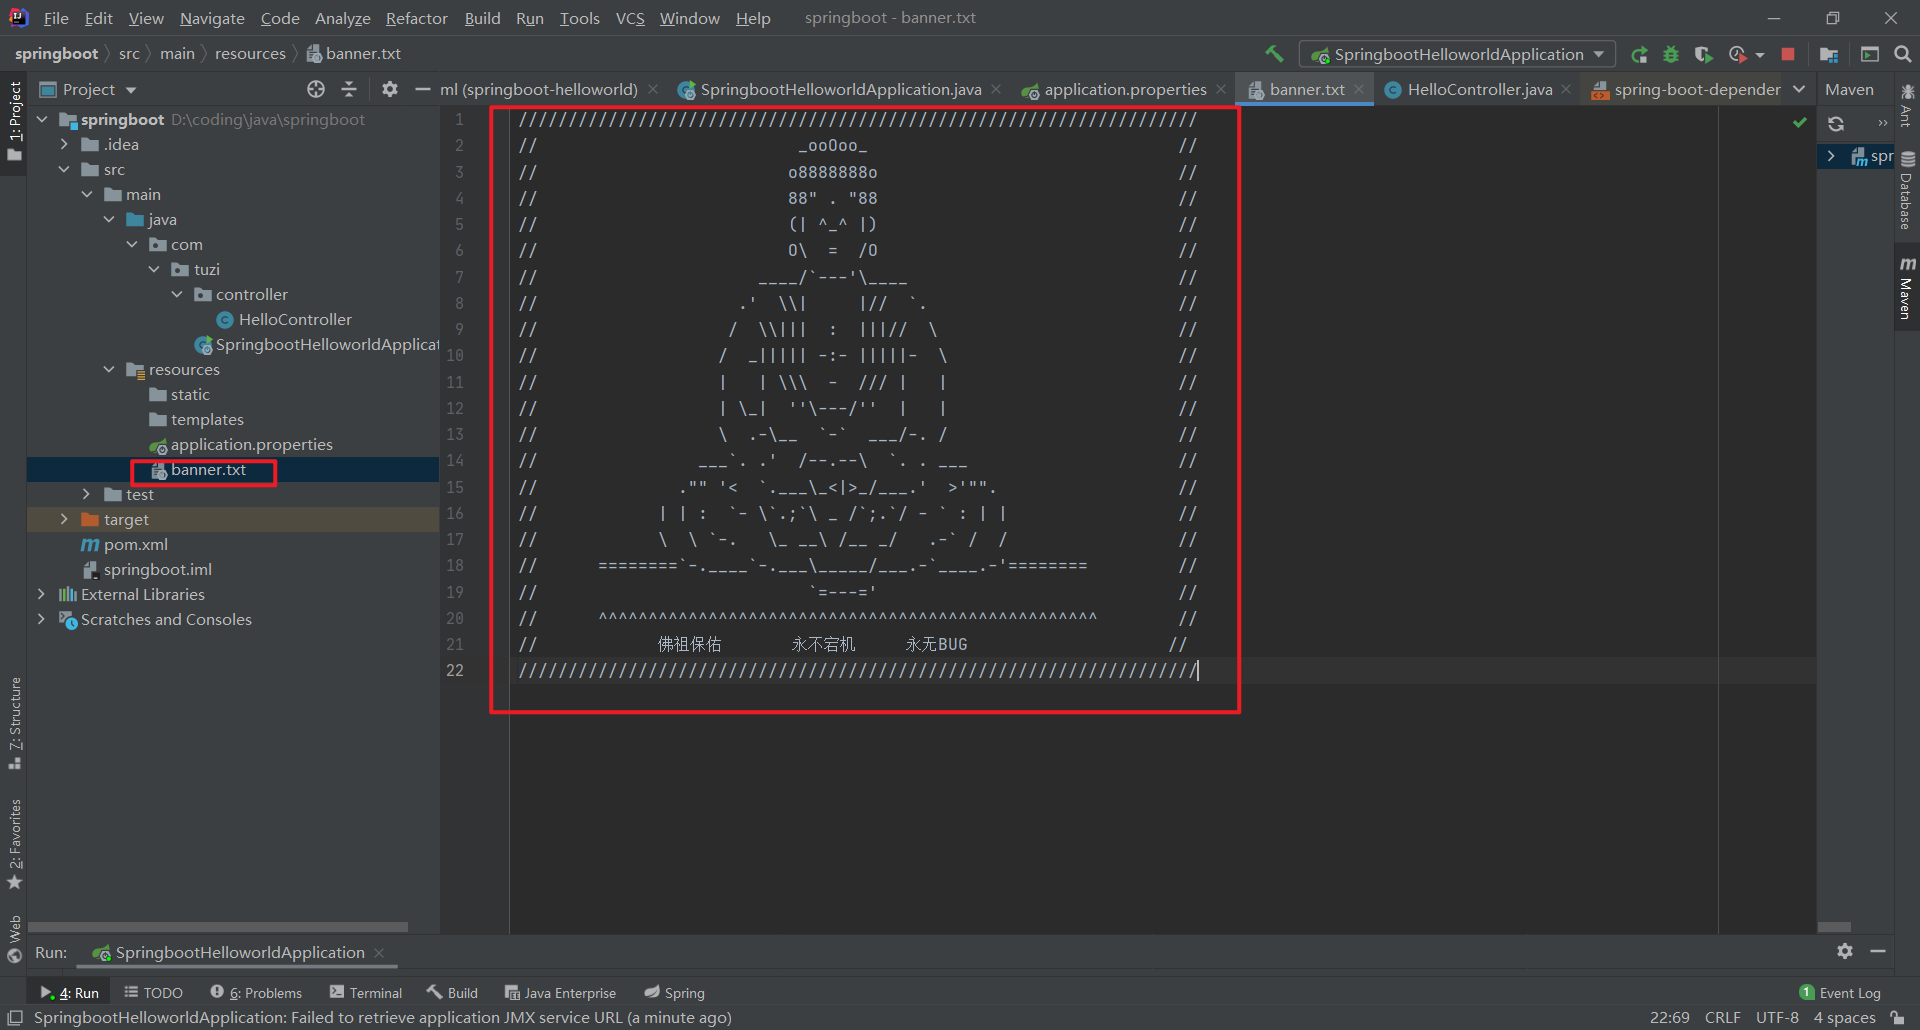 File Edit View Navigate Code Analyze Refactor Build Run Tools VCS Window Help springboot - banner.txt
springboot src main resources banner.txt SpringbootHelloworldApplication
1: Project
Project
ml (springboot-helloworld) SpringbootHelloworldApplication.java application.properties banner.txt HelloController.java spring-boot-depender Maven
springboot D:\coding\java\springboot
.idea
src
main
java
com
tuzi
controller
HelloController
SpringbootHelloworldApplicat
resources
static
templates
application.properties
banner.txt
test
target
pom.xml
springboot.iml
External Libraries
Scratches and Consoles
1 ////////////////////////////////////////////////////////////////////
2 //                          _ooOoo_                               //
3 //                         o8888888o                              //
4 //                         88" . "88                              //
5 //                         (| ^_^ |)                              //
6 //                         O\  =  /O                              //
7 //                      ____/`---'\____                           //
8 //                    .'  \\|     |//  `.                         //
9 //                   /  \\|||  :  |||//  \                        //
10 //                  /  _||||| -:- |||||-  \                       //
11 //                  |   | \\\  -  /// |   |                       //
12 //                  | \_|  ''\---/''  |   |                       //
13 //                  \  .-\__  `-`  ___/-. /                       //
14 //                ___`. .'  /--.--\  `. . ___                     //
15 //              ."" '<  `.___\_<|>_/___.'  >'"".                  //
16 //            | | :  `- \`.;`\ _ /`;.`/ - ` : | |                 //
17 //            \  \ `-.   \_ __\ /__ _/   .-` /  /                 //
18 //      ========`-.____`-.___\_____/___.-`____.-'========         //
19 //                           `=---='                              //
20 //      ^^^^^^^^^^^^^^^^^^^^^^^^^^^^^^^^^^^^^^^^^^^^^^^^^^        //
21 //            佛祖保佑       永不宕机     永无BUG                    //
22 ////////////////////////////////////////////////////////////////////
spr
Ant
Database
m Maven
7: Structure
2: Favorites
Web
Run: SpringbootHelloworldApplication
4: Run TODO 6: Problems Terminal Build Java Enterprise Spring 1 Event Log
SpringbootHelloworldApplication: Failed to retrieve application JMX service URL (a minute ago) 22:69 CRLF UTF-8 4 spaces